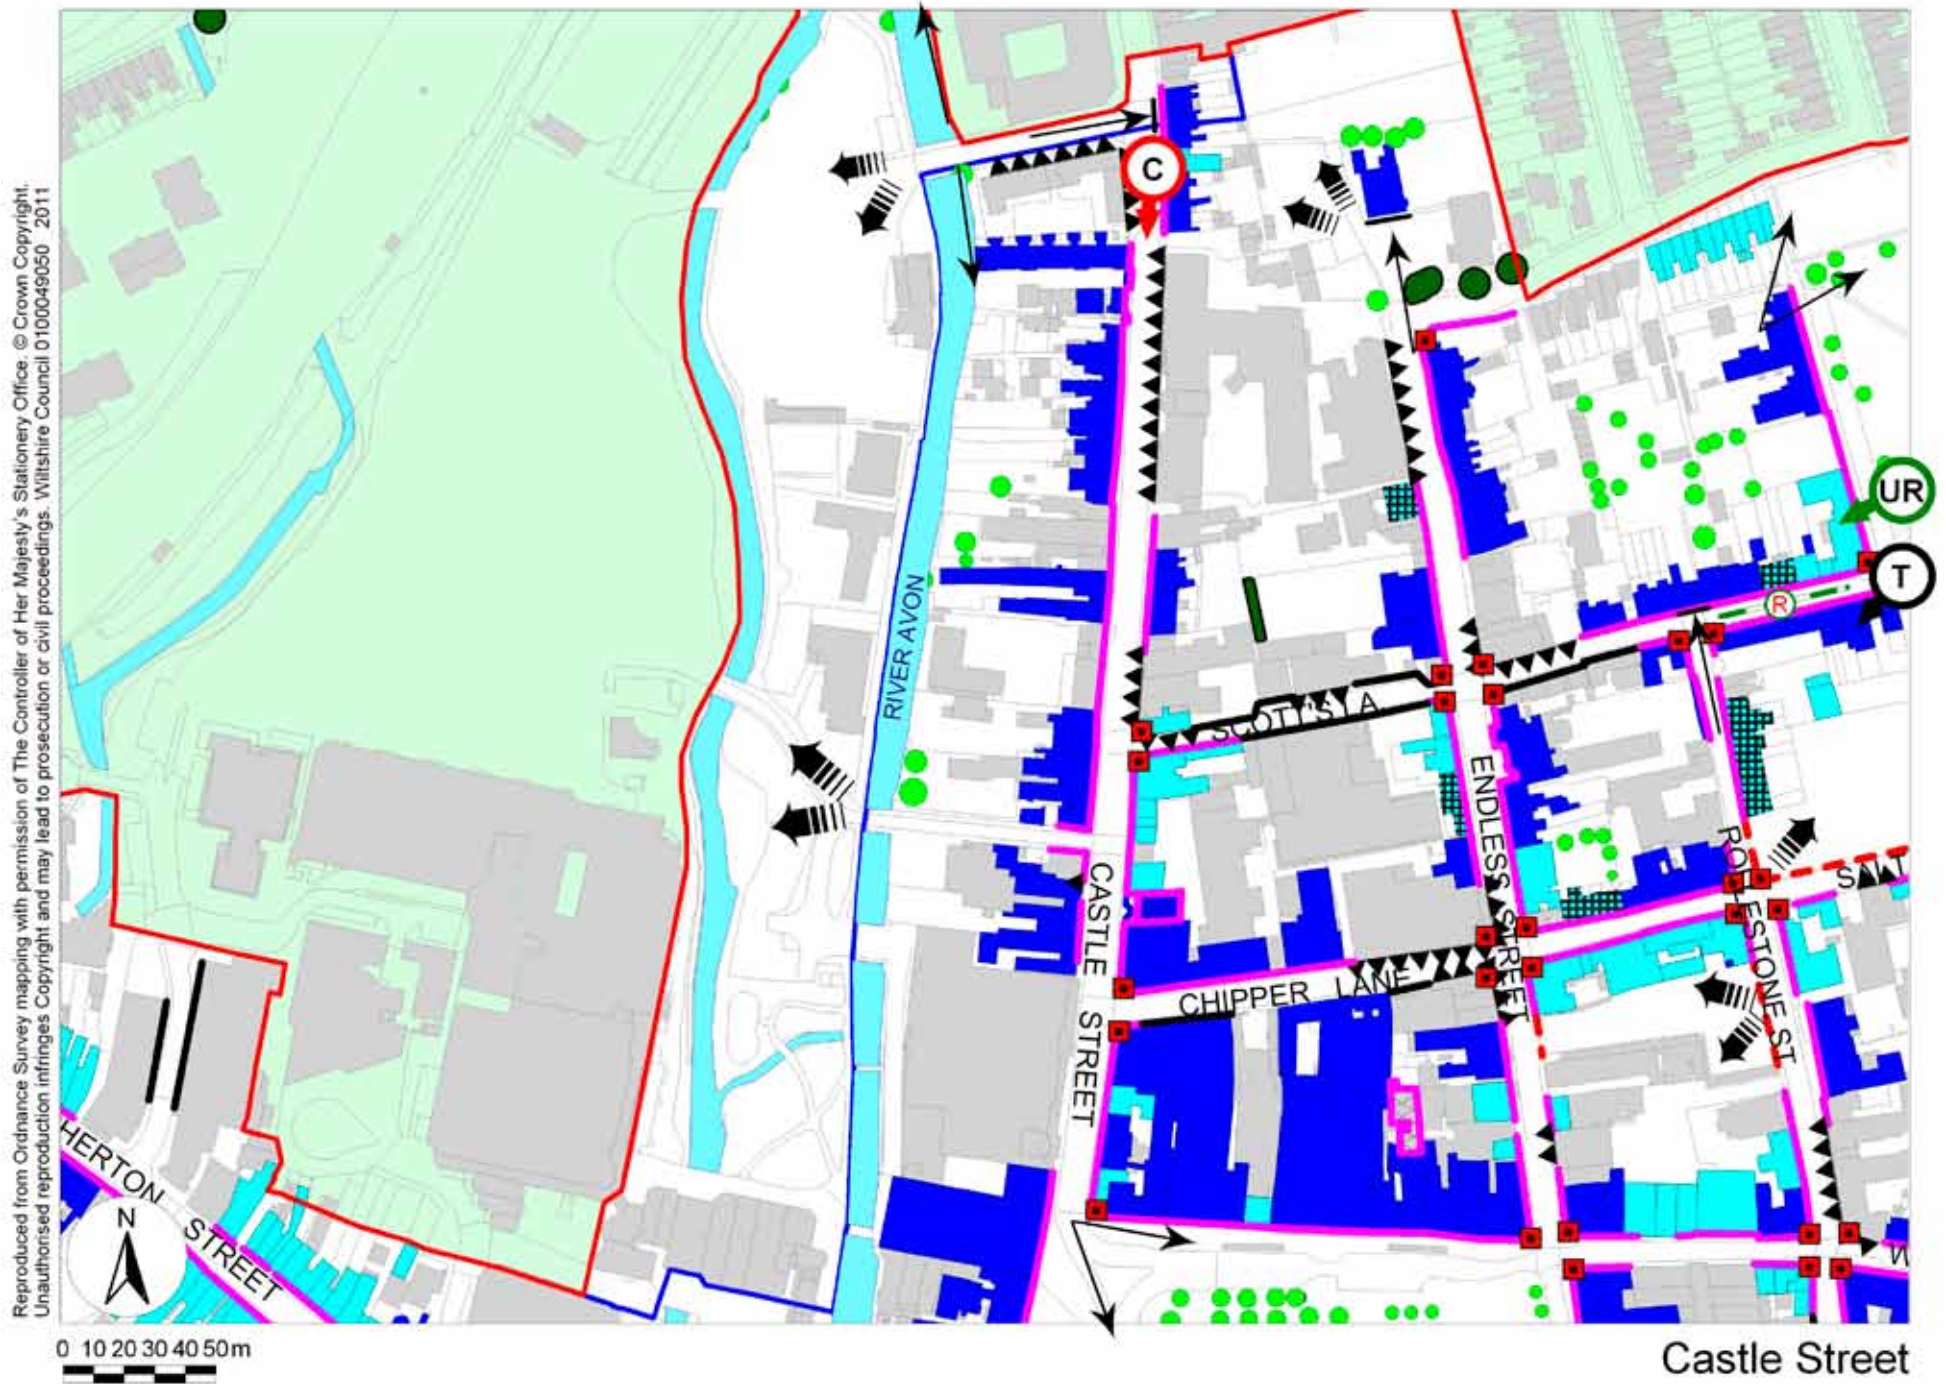 Reproduced from Ordnance Survey mapping with permission of The Controller of Her Majesty's Stationery Office. © Crown Copyright.
Unauthorised reproduction infringes Copyright and may lead to prosecution or civil proceedings. Wiltshire Council 0100049050 2011
C
UR
T
R
RIVER AVON
SCOTT'S LA
ENDLESS STREET
CASTLE STREET
CHIPPER LANE
ROLLESTONE ST
SALT
HERTON STREET
M
N
0 10 20 30 40 50m
Castle Street